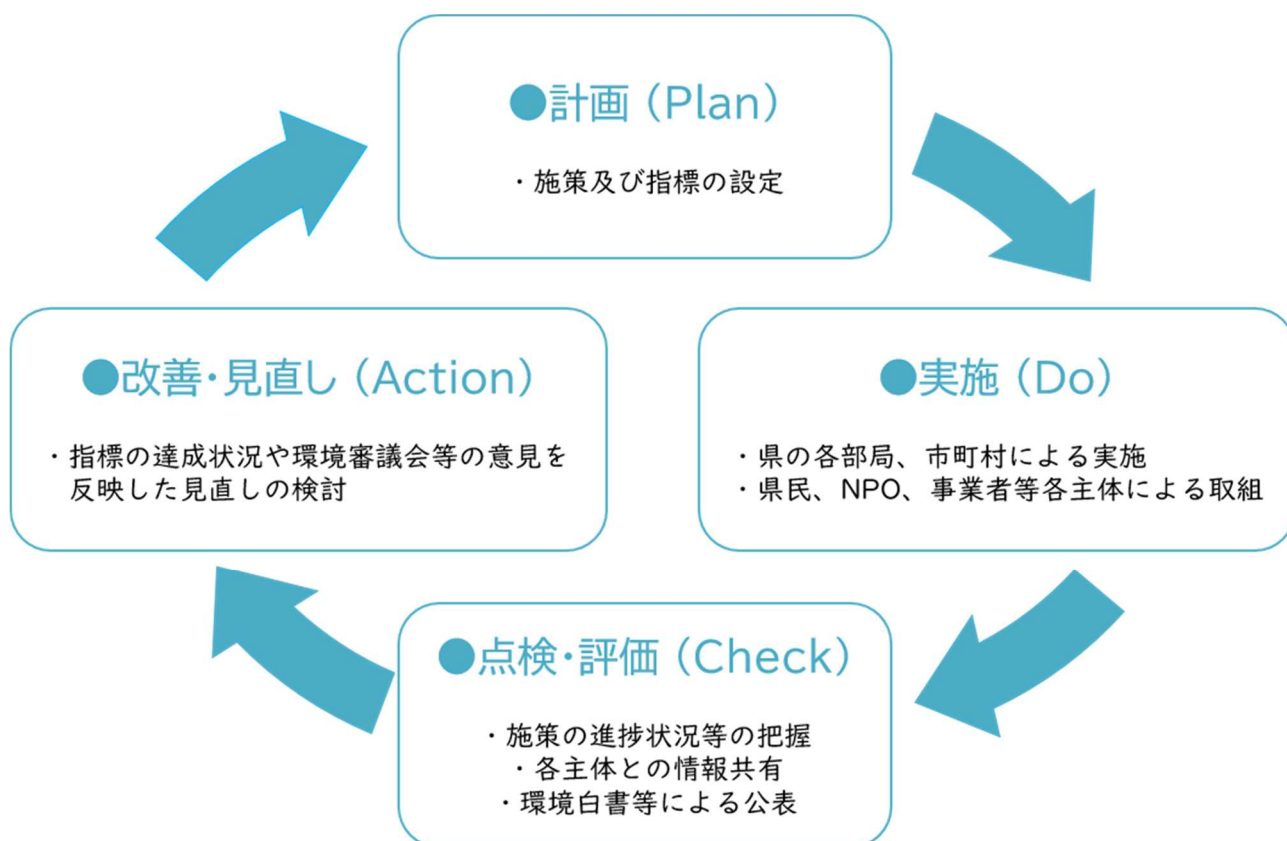 ●計画（Plan）
・施策及び指標の設定
●改善・見直し（Action）
・指標の達成状況や環境審議会等の意見を
反映した見直しの検討
●実施（Do）
・県の各部局、市町村による実施
・県民、NPO、事業者等各主体による取組
●点検・評価（Check）
・施策の進捗状況等の把握
・各主体との情報共有
・環境白書等による公表